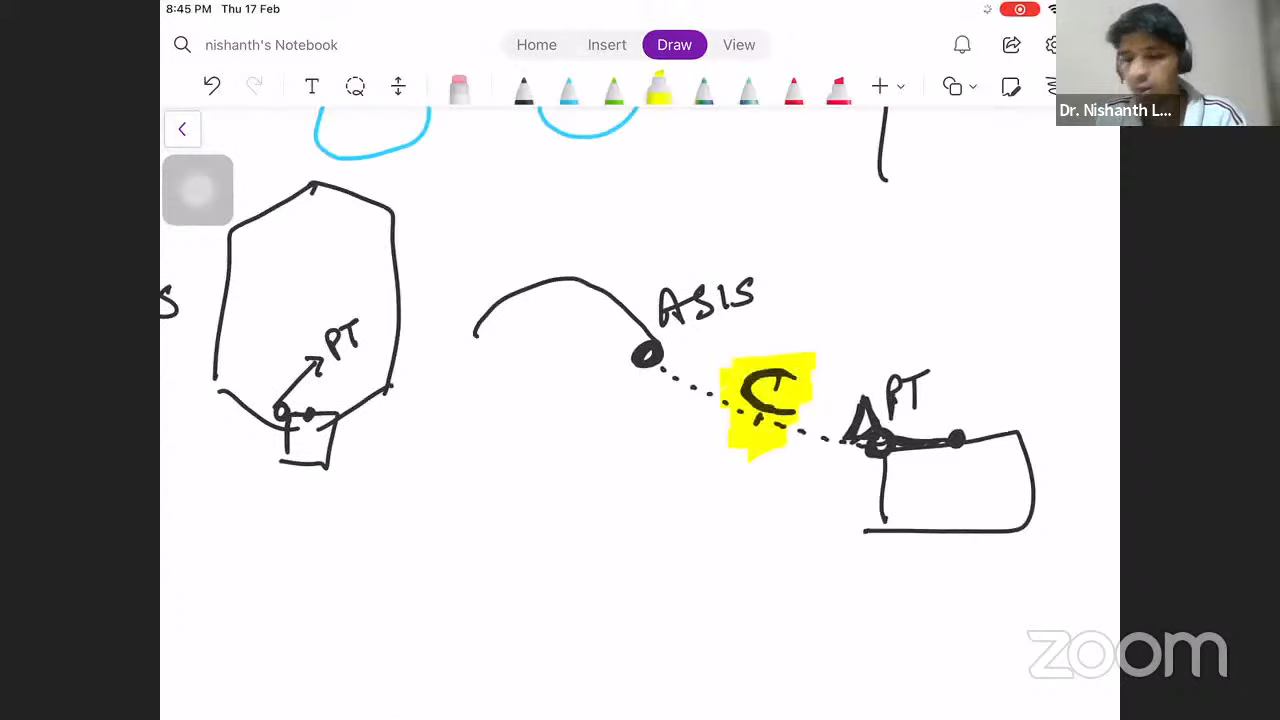 8:45 PM Thu 17 Feb
nishanth's Notebook
Home Insert Draw View
Dr. Nishanth L...
S
PT
ASIS
C
PT
zoom